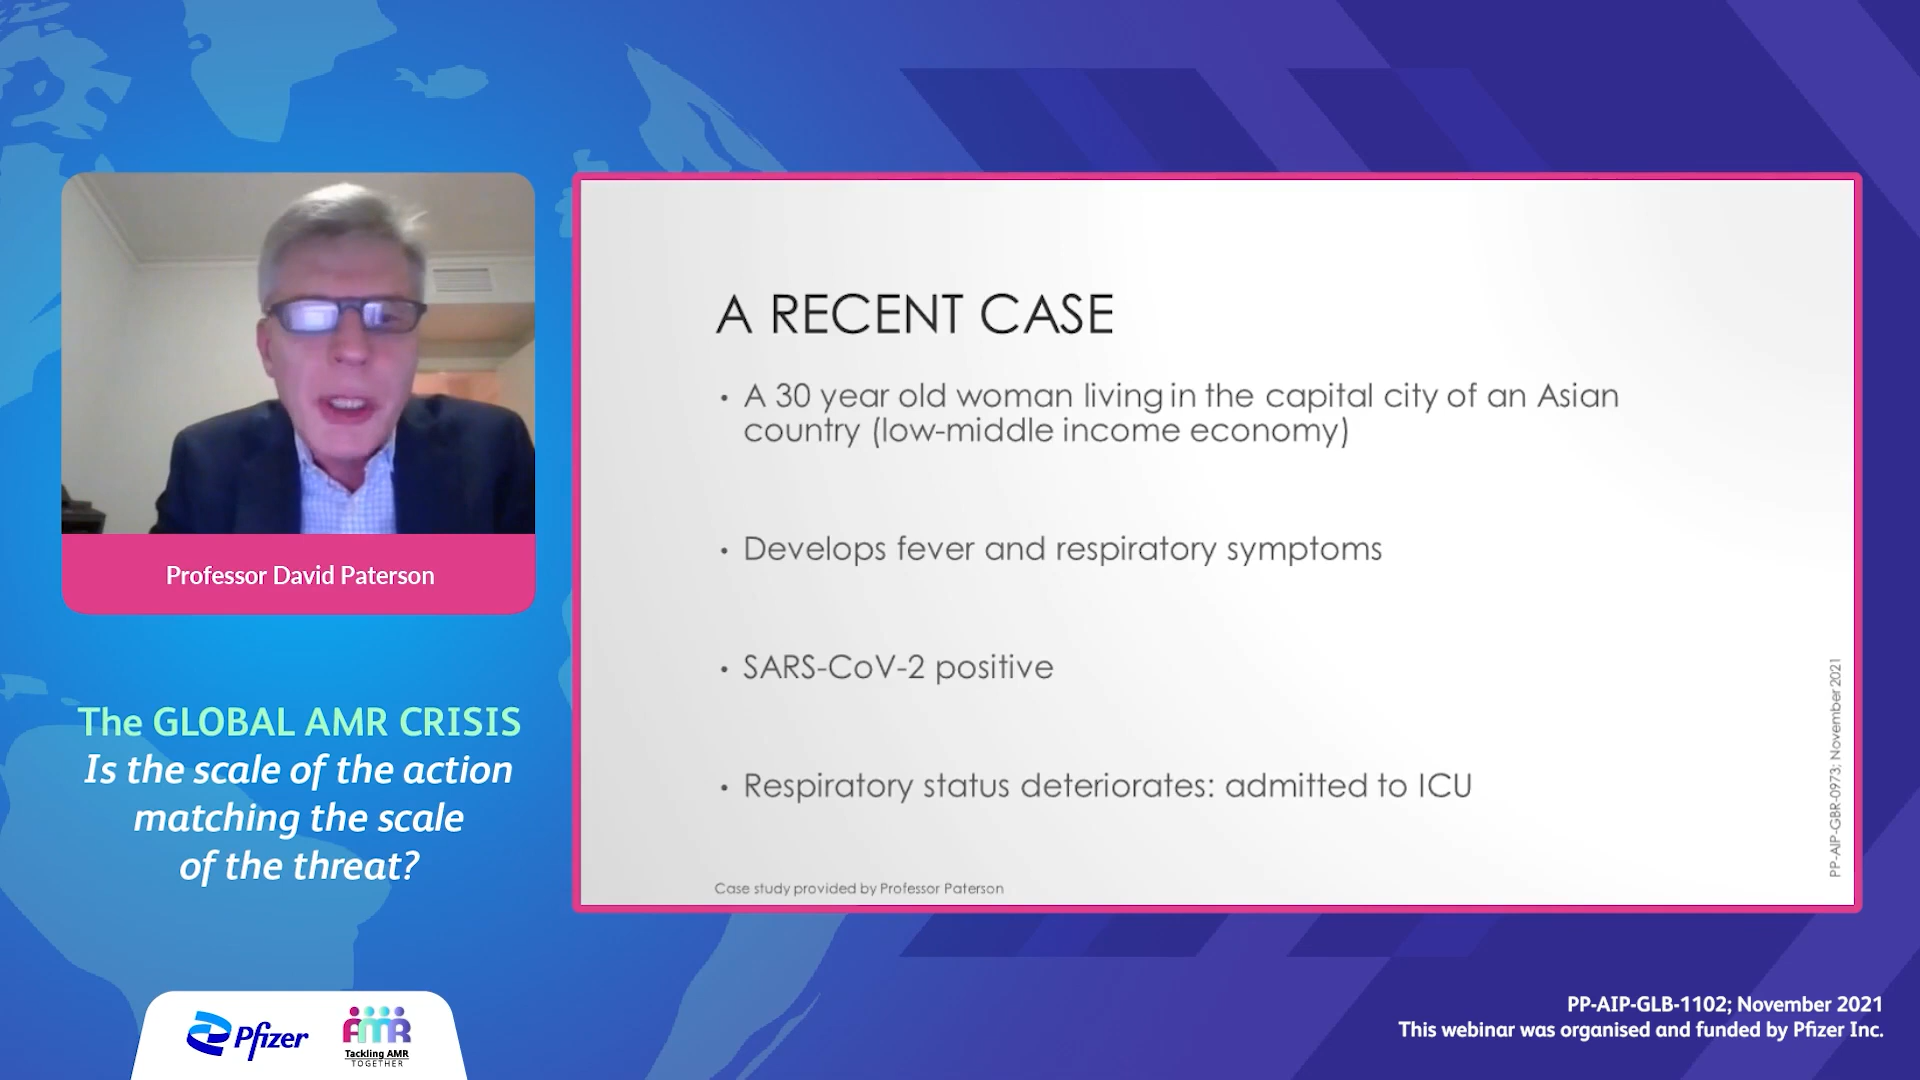 Professor David Paterson
The GLOBAL AMR CRISIS
Is the scale of the action
matching the scale
of the threat?
Pfizer
AMR
Tackling AMR
TOGETHER
A RECENT CASE
• A 30 year old woman living in the capital city of an Asian
country (low-middle income economy)
• Develops fever and respiratory symptoms
• SARS-CoV-2 positive
• Respiratory status deteriorates: admitted to ICU
Case study provided by Professor Paterson
PP-AIP-GBR-0973; November 2021
PP-AIP-GLB-1102; November 2021
This webinar was organised and funded by Pfizer Inc.